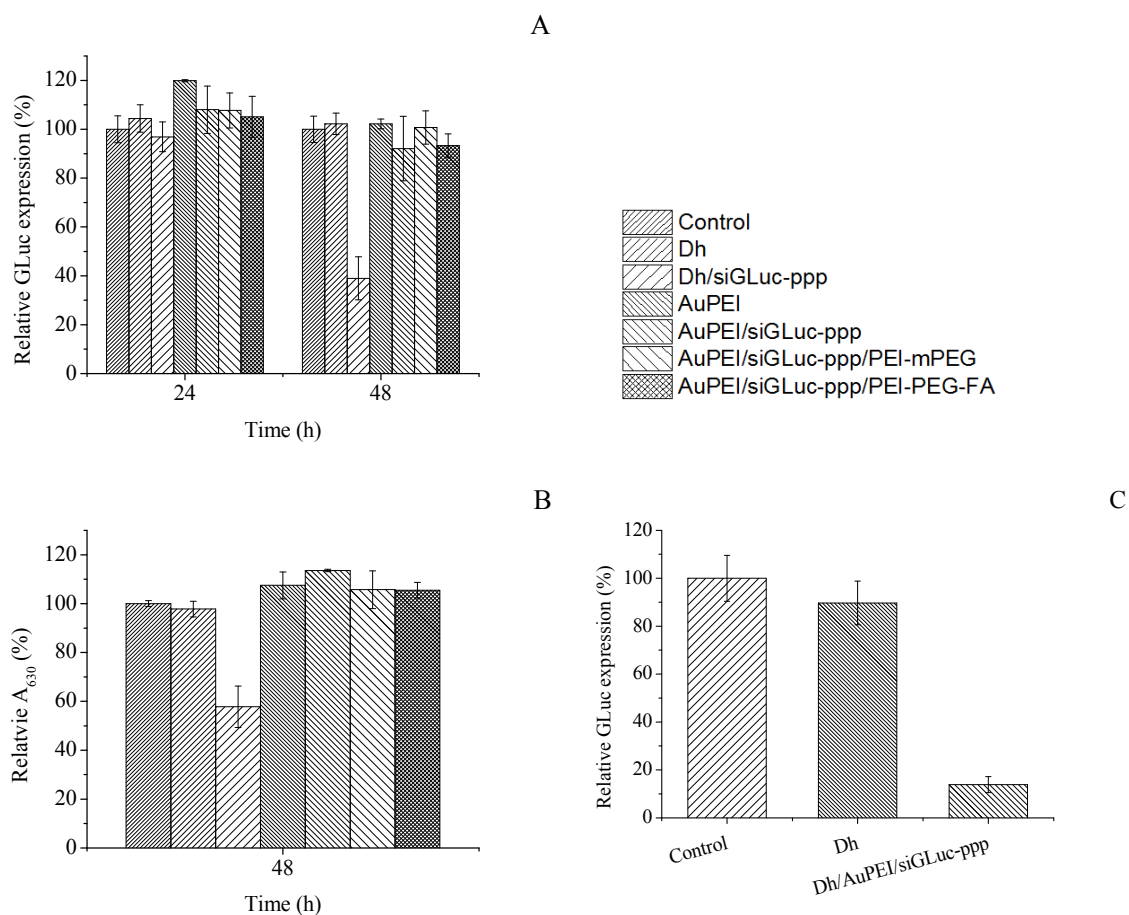 A
Relative GLuc expression (%)
120
100
80
60
40
20
0
24
48
Time (h)
Control
Dh
Dh/siGLuc-ppp
AuPEI
AuPEI/siGLuc-ppp
AuPEI/siGLuc-ppp/PEI-mPEG
AuPEI/siGLuc-ppp/PEI-PEG-FA
B
Relatvie A630 (%)
120
100
80
60
40
20
0
48
Time (h)
C
Relative GLuc expression (%)
120
100
80
60
40
20
0
Control
Dh
Dh/AuPEI/siGLuc-ppp